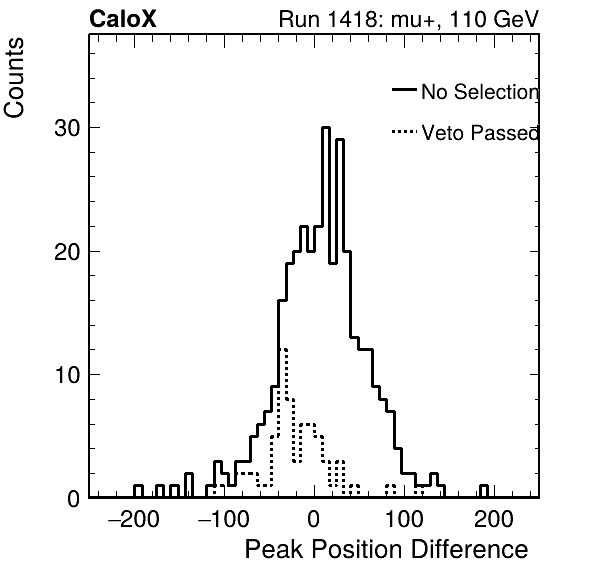 CaloX Run 1418: mu+, 110 GeV
Counts
No Selection
Veto Passed
30
20
10
0
−200 −100 0 100 200
Peak Position Difference